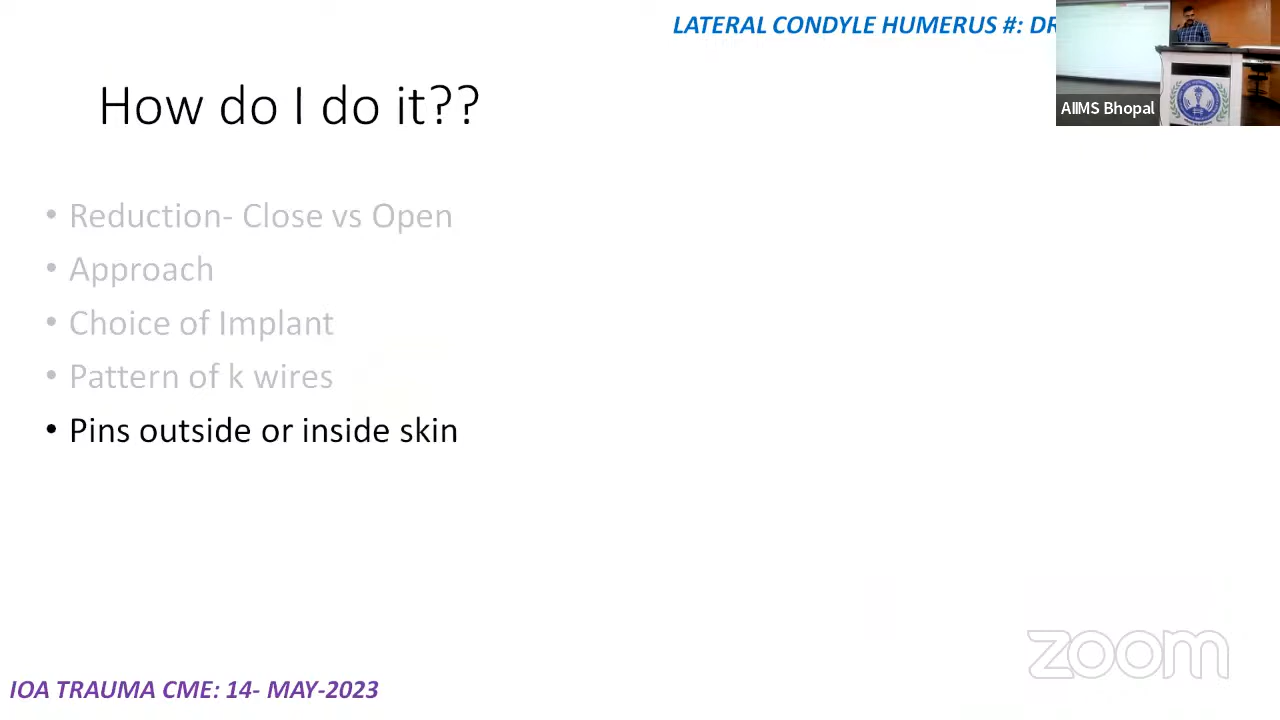 LATERAL CONDYLE HUMERUS #: DR
How do I do it??
AIIMS Bhopal
• Reduction- Close vs Open
• Approach
• Choice of Implant
• Pattern of k wires
• Pins outside or inside skin
zoom
IOA TRAUMA CME: 14- MAY-2023